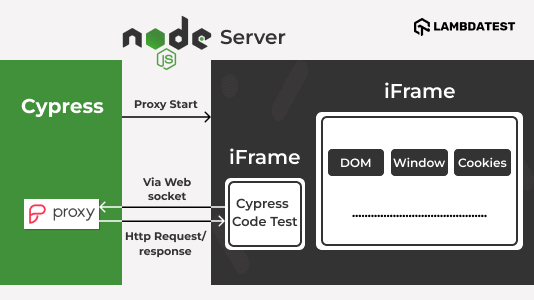 node
JS
Server
LAMBDATEST
Cypress
Proxy Start
iFrame
DOM
Window
Cookies
iFrame
Via Web
socket
Cypress
Code Test
proxy
Http Request/
response